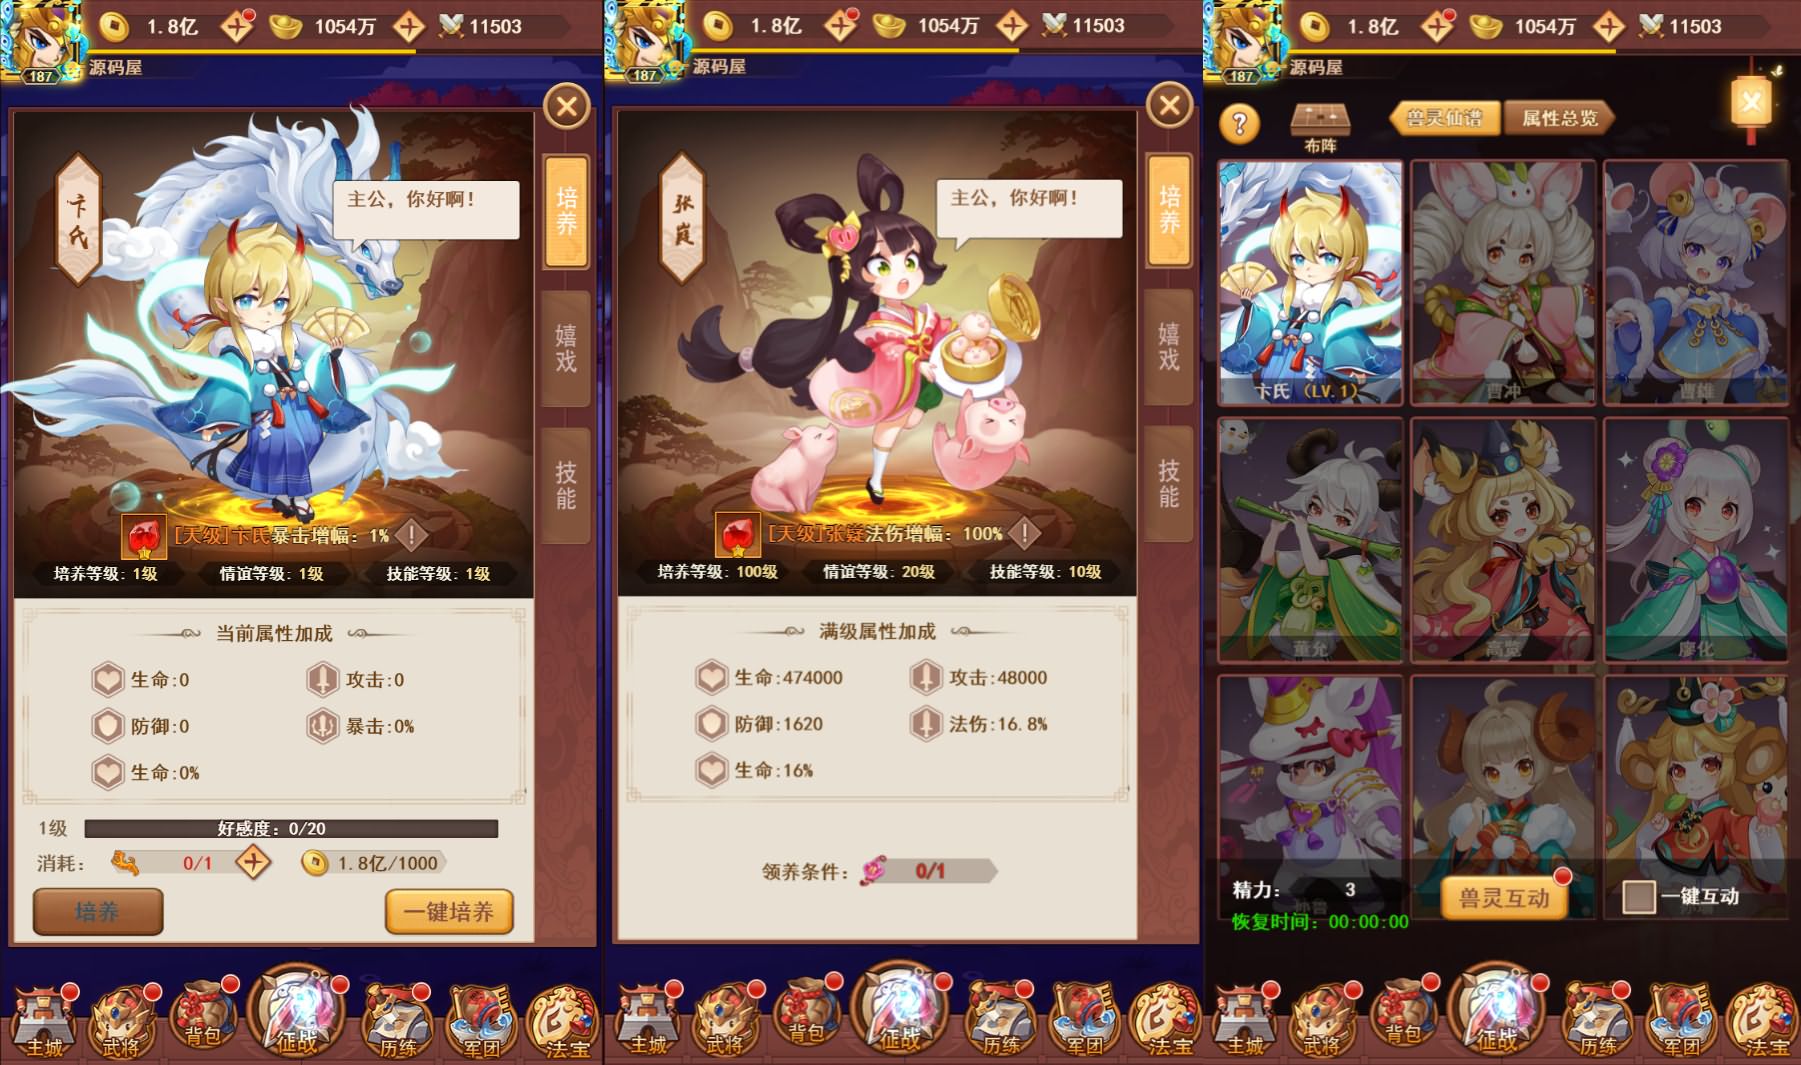 1.8亿
1054万
11503
187
源码屋
卞氏
主公，你好啊！
培养
嬉戏
技能
[天级]卞氏暴击增幅：1%
培养等级：1级
情谊等级：1级
技能等级：1级
当前属性加成
生命:0
攻击:0
防御:0
暴击:0%
生命:0%
1级
好感度：0/20
消耗：
0/1
1.8亿/1000
培养
一键培养
主城
武将
背包
征战
历练
军团
法宝
1.8亿
1054万
11503
187
源码屋
主公，你好啊！
培养
嬉戏
技能
[天级]张嶷法伤增幅：100%
培养等级：100级
情谊等级：20级
技能等级：10级
满级属性加成
生命:474000
攻击:48000
防御:1620
法伤:16.8%
生命:16%
领养条件：
0/1
主城
武将
背包
征战
历练
军团
法宝
1.8亿
1054万
11503
187
源码屋
?
布阵
兽灵仙谱
属性总览
卞氏（LV.1）
曹冲
曹雄
董允
高览
廖化
精力：
3
恢复时间：00:00:00
兽灵互动
一键互动
主城
武将
背包
征战
历练
军团
法宝